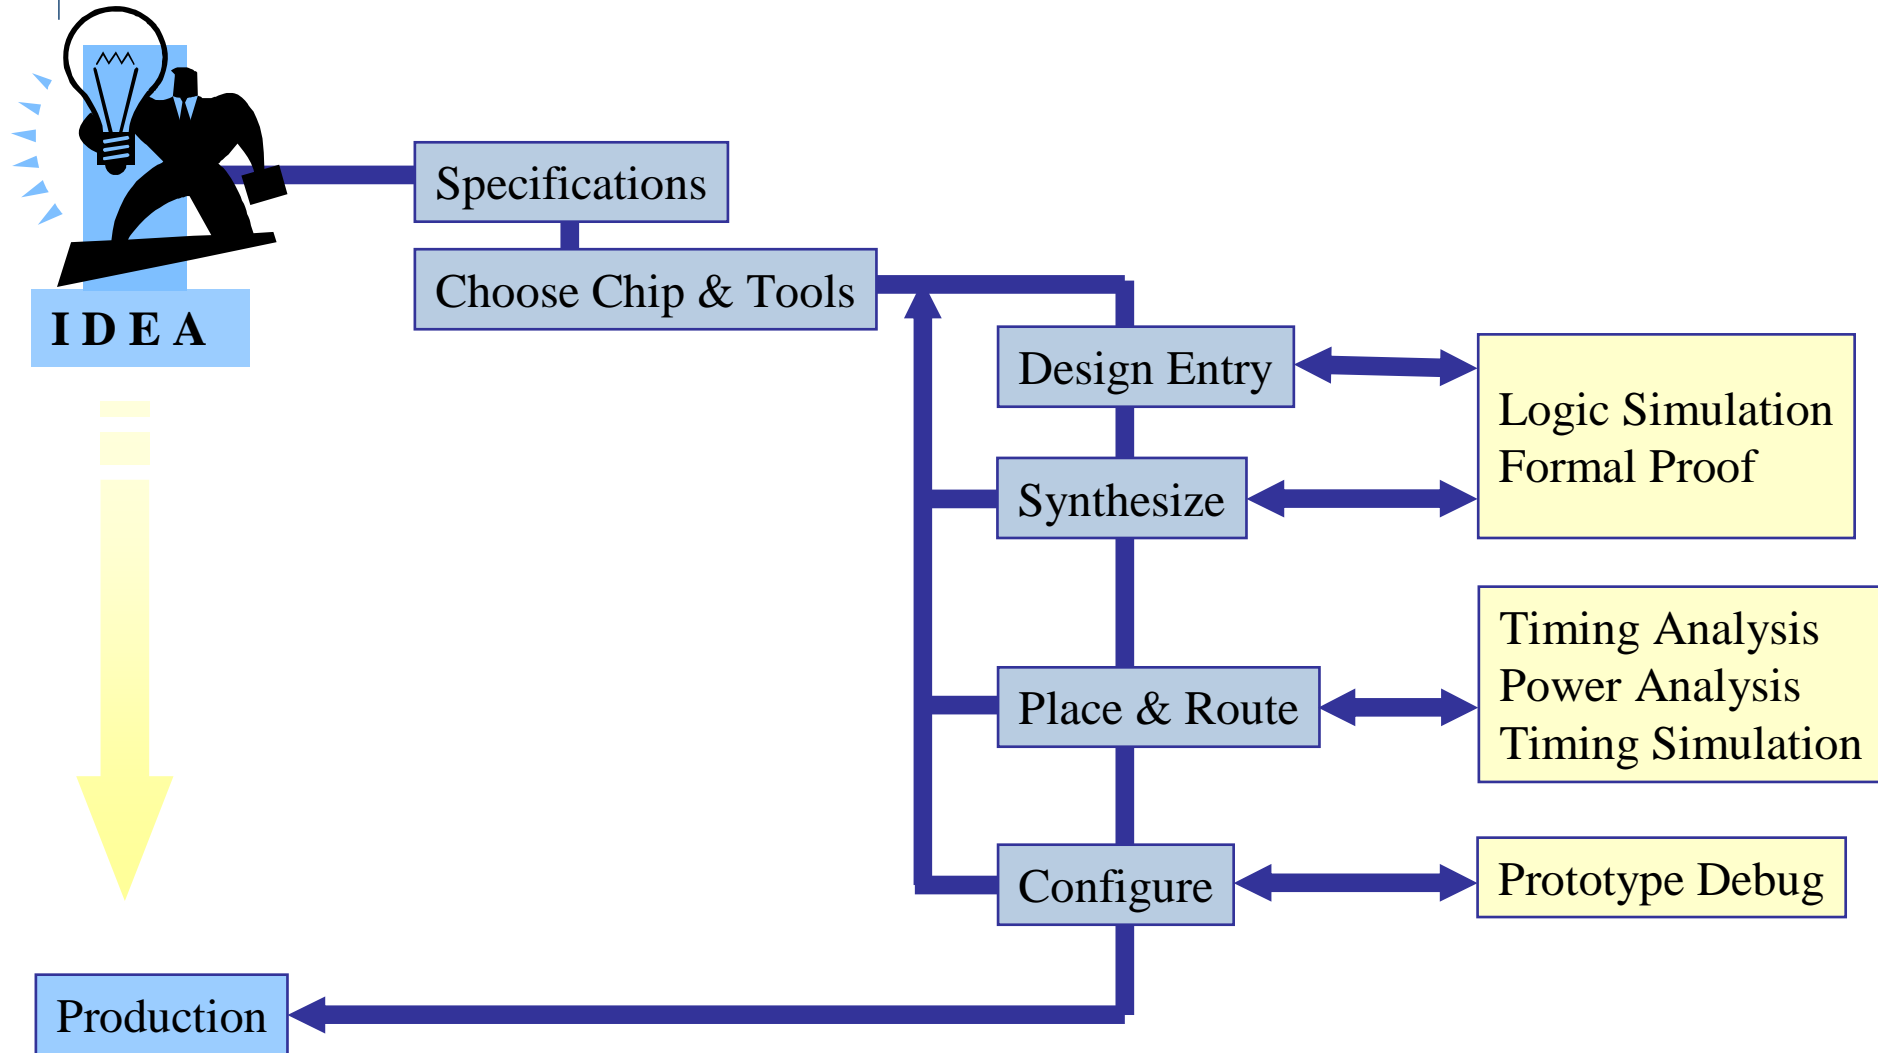 Specifications
Choose Chip & Tools
I D E A
Design Entry
Logic Simulation
Formal Proof
Synthesize
Timing Analysis
Place & Route
Power Analysis
Timing Simulation
Configure
Prototype Debug
Production